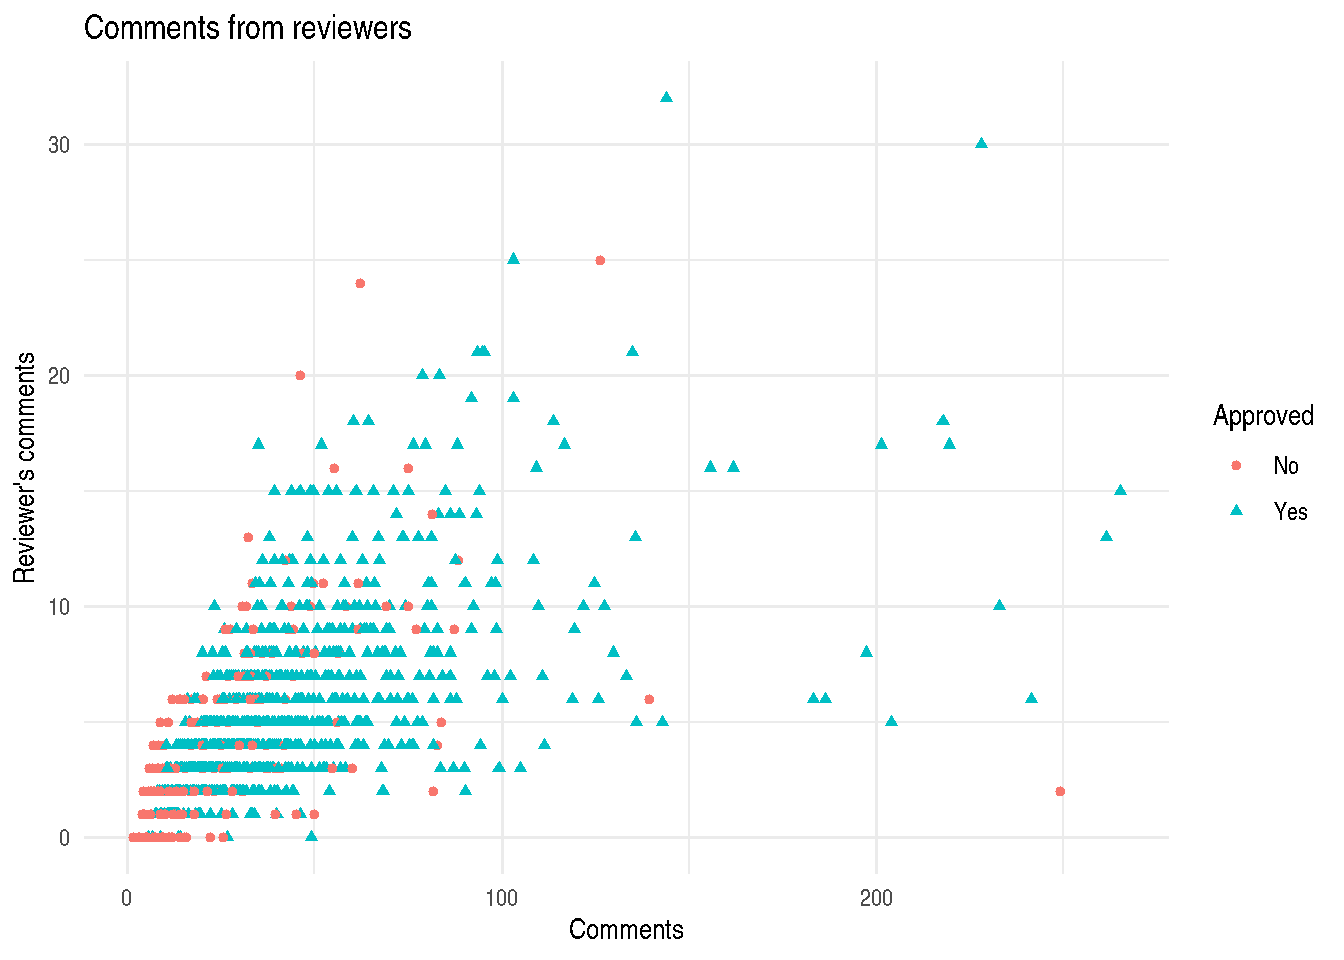 Comments from reviewers
30
20
10
0
Reviewer's comments
0
100
200
Comments
Approved
No
Yes